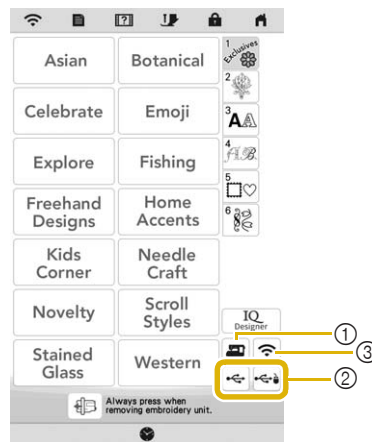 ?
Asian
Botanical
1
Exclusives
2
Celebrate
Emoji
3
AA
Explore
Fishing
4
AB
5
Freehand
Designs
Home
Accents
6
Kids
Corner
Needle
Craft
Novelty
Scroll
Styles
IQ
Designer
①
Stained
Glass
Western
③
②
Always press when
removing embroidery unit.